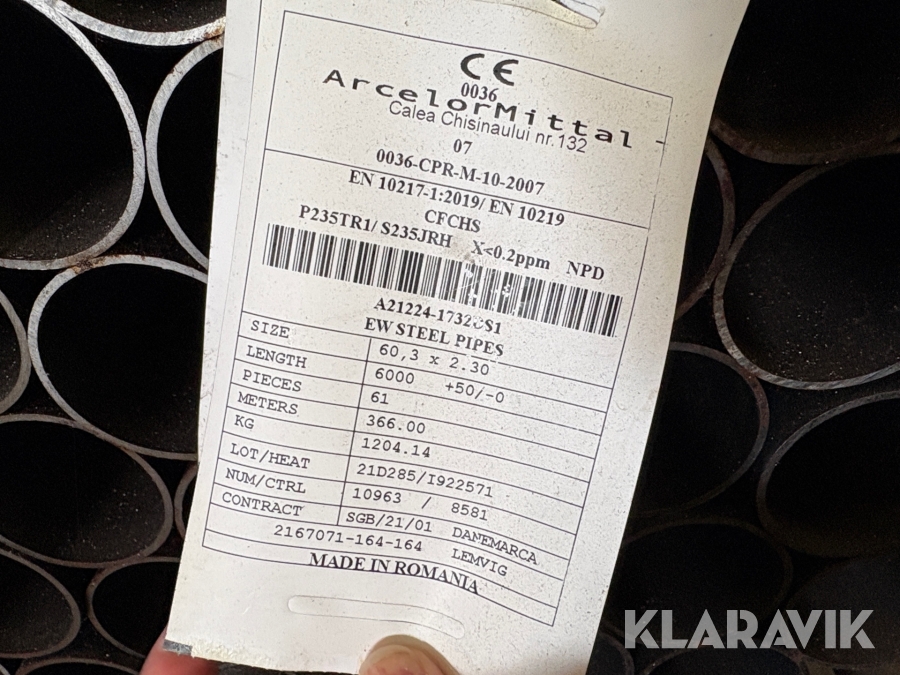 CE
0036
ArcelorMittal -
Calea Chisinaului nr.132
07
0036-CPR-M-10-2007
EN 10217-1:2019/ EN 10219
CFCHS
P235TR1/ S235JRH X<0.2ppm NPD
EW STEEL PIPES
SIZE 60,3 x 2.30
LENGTH 6000 +50/-0
PIECES 61
METERS 366.00
KG 1204.14
LOT/HEAT 21D285/I922571
NUM/CTRL 10963 / 8581
CONTRACT SGB/21/01 DANEMARCA
2167071-164-164 LEMVIG
MADE IN ROMANIA
KLARAVIK